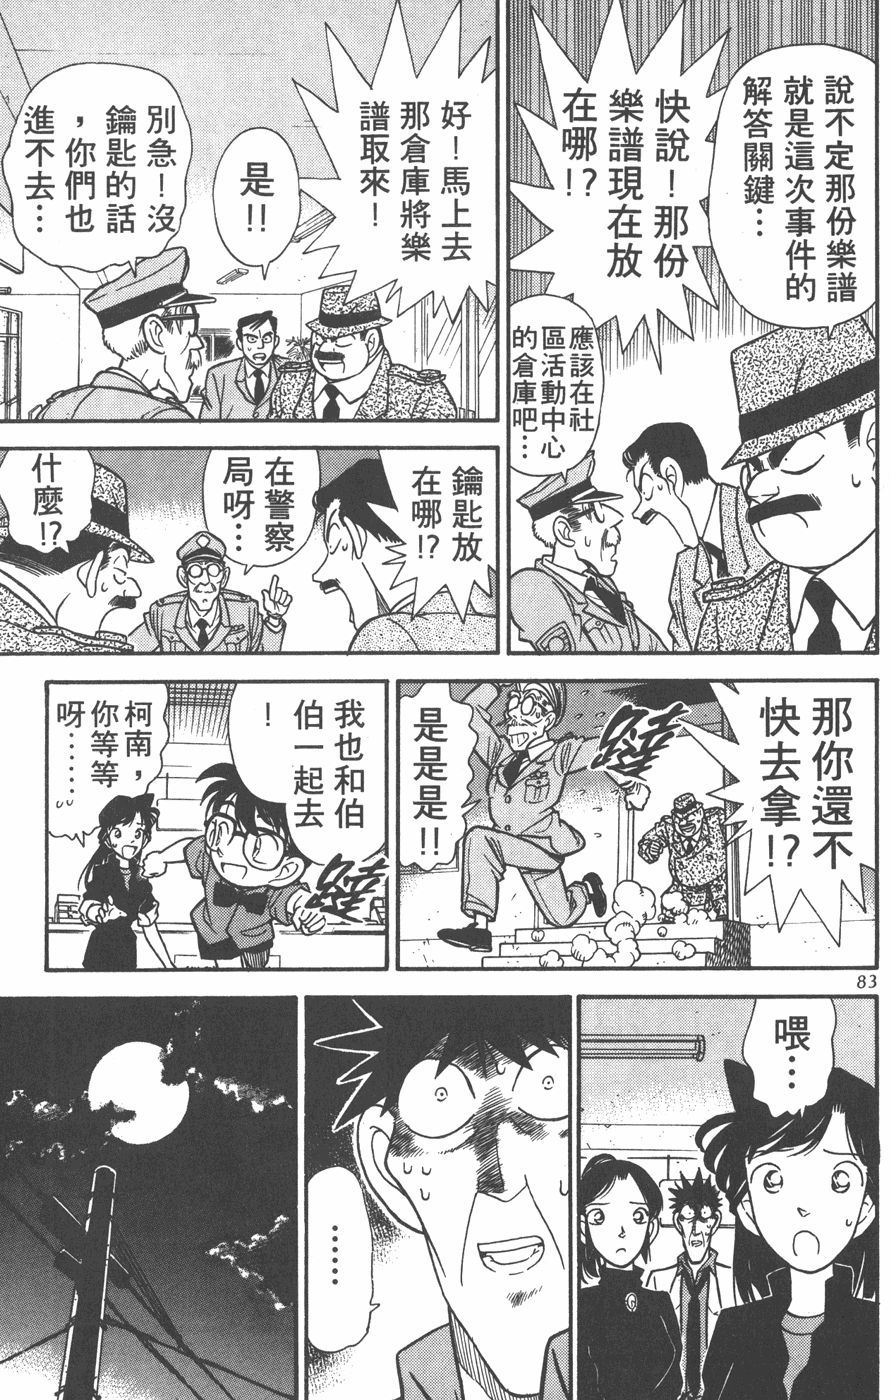 說不定那份樂譜
就是這次事件的
解答關鍵…
快說！那份
樂譜現在放
在哪!?
應該在社
區活動中心
的倉庫吧…
好！馬上去
那倉庫將樂
譜取來！
是!!
別急！沒
鑰匙的話
，你們也
進不去…
鑰匙放
在哪!?
在警察
局呀…
什麼!?
那你還不
快去拿!?
是是是!!
我也和伯
伯一起去
！
柯南，
你等等
呀……
83
喂…
……